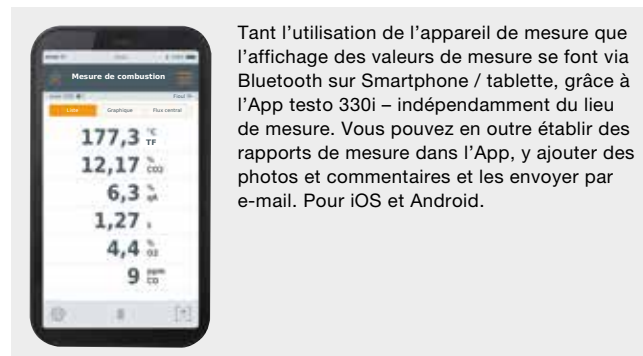 Mesure de combustion
Liste
Graphique
Flux central
177,3 °C TF
12,17 % CO2
6,3 % qA
1,27 λ
4,4 % O2
9 ppm CO
Tant l’utilisation de l’appareil de mesure que
l’affichage des valeurs de mesure se font via
Bluetooth sur Smartphone / tablette, grâce à
l’App testo 330i – indépendamment du lieu
de mesure. Vous pouvez en outre établir des
rapports de mesure dans l’App, y ajouter des
photos et commentaires et les envoyer par
e-mail. Pour iOS et Android.